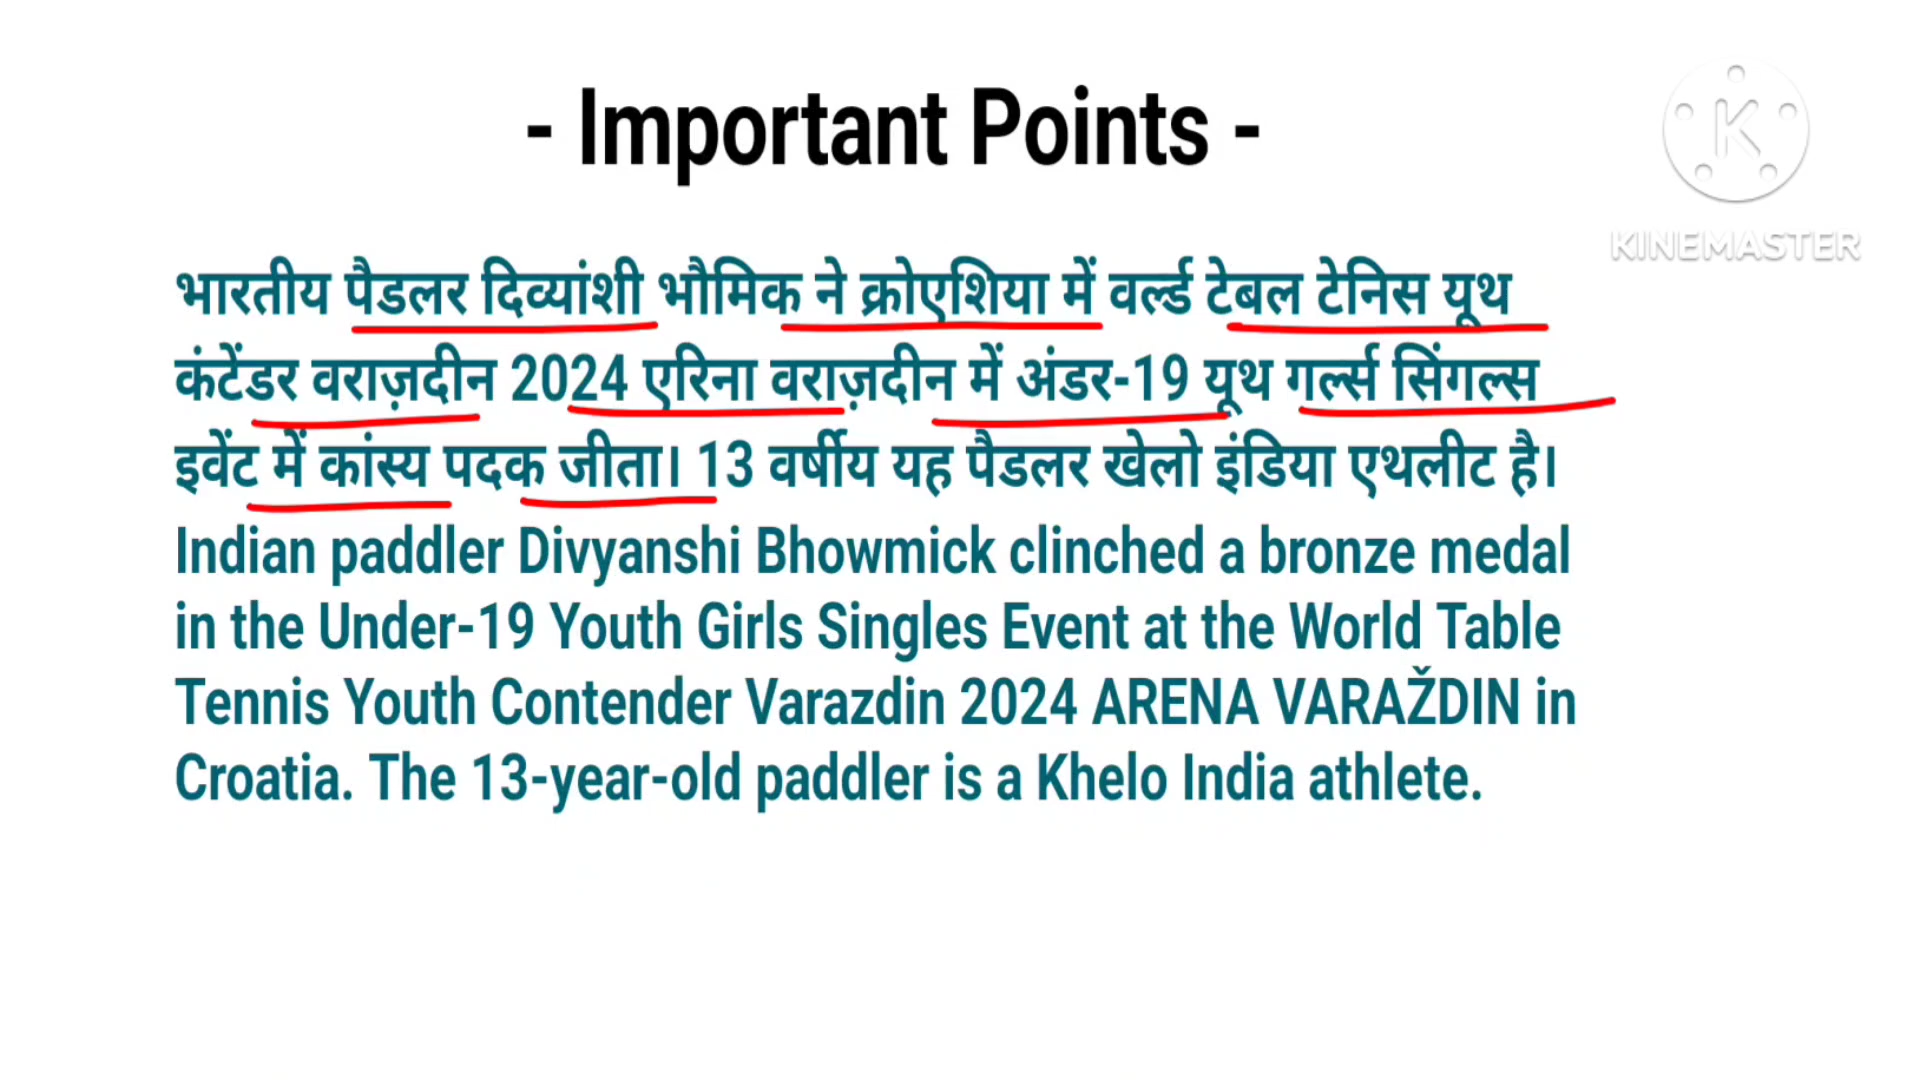 - Important Points -
KINEMASTER
भारतीय पैडलर दिव्यांशी भौमिक ने क्रोएशिया में वर्ल्ड टेबल टेनिस यूथ
कंटेंडर वराज़दीन 2024 एरिना वराज़दीन में अंडर-19 यूथ गर्ल्स सिंगल्स
इवेंट में कांस्य पदक जीता। 13 वर्षीय यह पैडलर खेलो इंडिया एथलीट है।
Indian paddler Divyanshi Bhowmick clinched a bronze medal
in the Under-19 Youth Girls Singles Event at the World Table
Tennis Youth Contender Varazdin 2024 ARENA VARAŽDIN in
Croatia. The 13-year-old paddler is a Khelo India athlete.